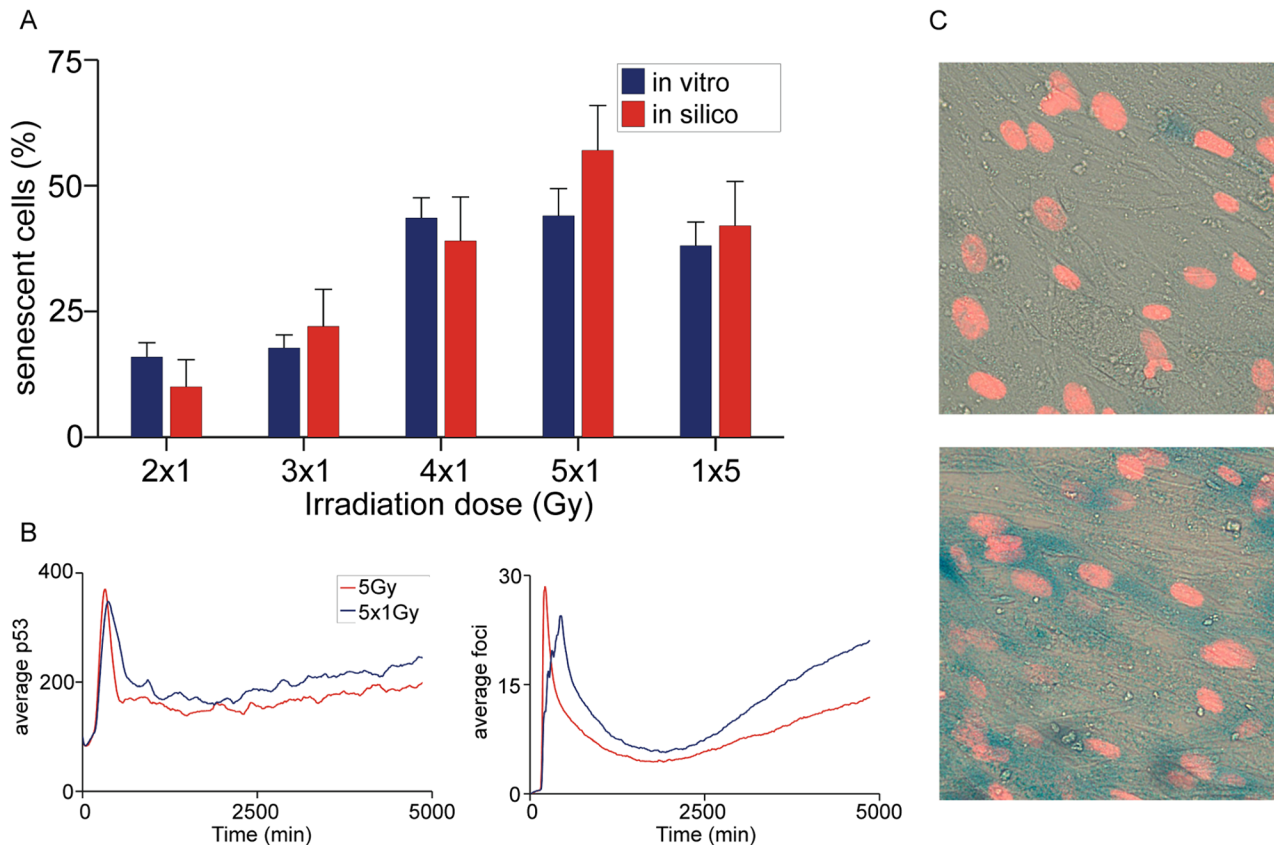 A
C
75
50
25
0
senescent cells (%)
in vitro
in silico
2x1 3x1 4x1 5x1 1x5
Irradiation dose (Gy)
B
400
200
0
average p53
5Gy
5x1Gy
0 2500 5000
Time (min)
30
15
0
average foci
0 2500 5000
Time (min)